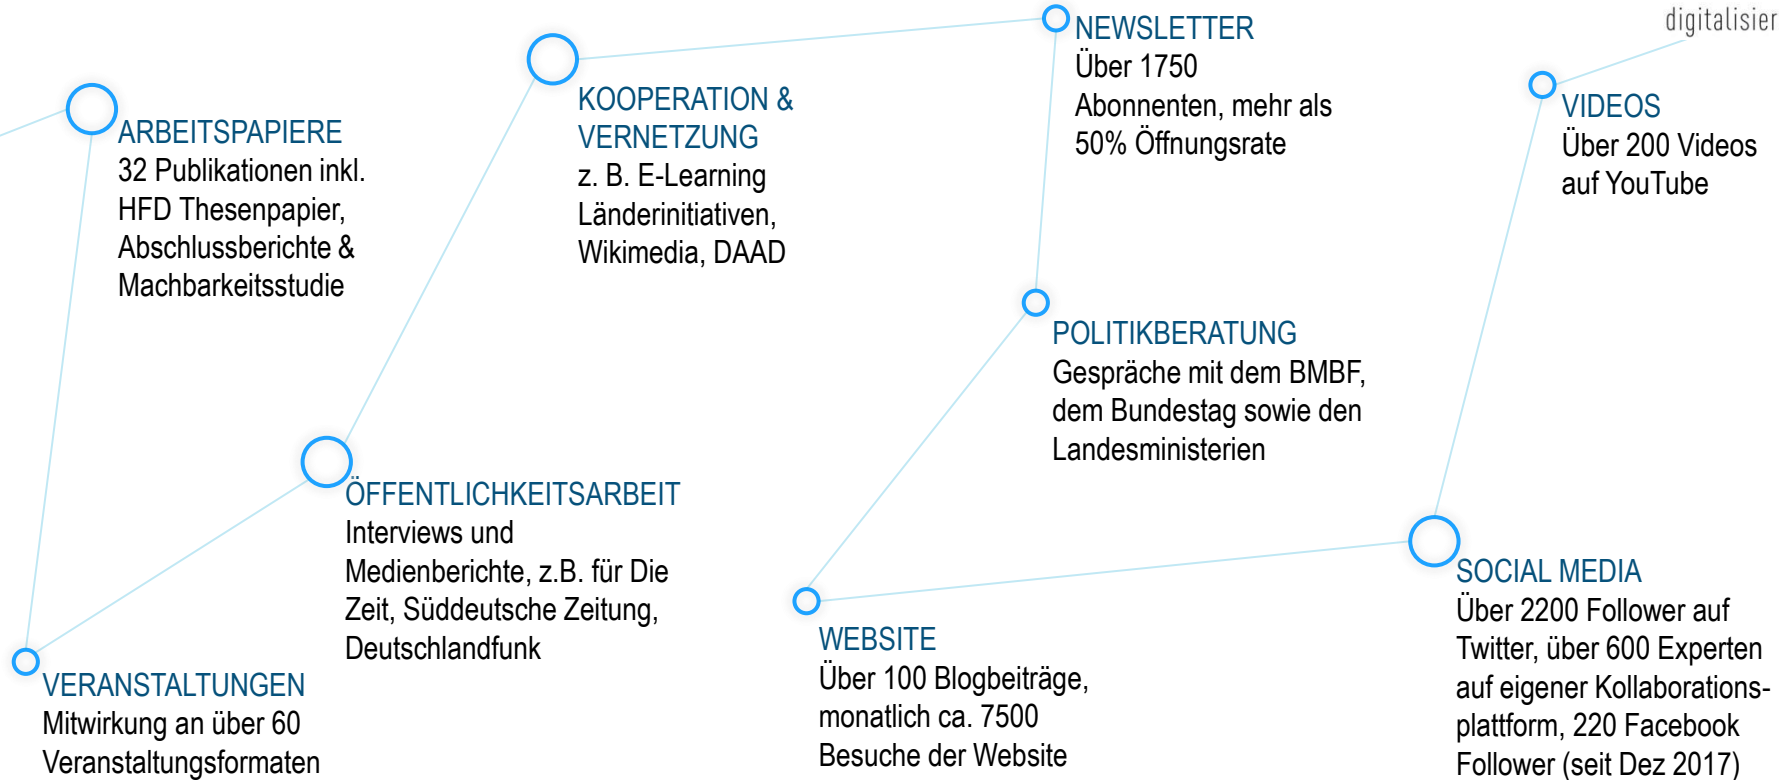 digitalisier
ARBEITSPAPIERE
32 Publikationen inkl.
HFD Thesenpapier,
Abschlussberichte &
Machbarkeitsstudie
VERANSTALTUNGEN
Mitwirkung an über 60
Veranstaltungsformaten
ÖFFENTLICHKEITSARBEIT
Interviews und
Medienberichte, z.B. für Die
Zeit, Süddeutsche Zeitung,
Deutschlandfunk
KOOPERATION &
VERNETZUNG
z. B. E-Learning
Länderinitiativen,
Wikimedia, DAAD
NEWSLETTER
Über 1750
Abonnenten, mehr als
50% Öffnungsrate
POLITIKBERATUNG
Gespräche mit dem BMBF,
dem Bundestag sowie den
Landesministerien
WEBSITE
Über 100 Blogbeiträge,
monatlich ca. 7500
Besuche der Website
SOCIAL MEDIA
Über 2200 Follower auf
Twitter, über 600 Experten
auf eigener Kollaborations-
plattform, 220 Facebook
Follower (seit Dez 2017)
VIDEOS
Über 200 Videos
auf YouTube